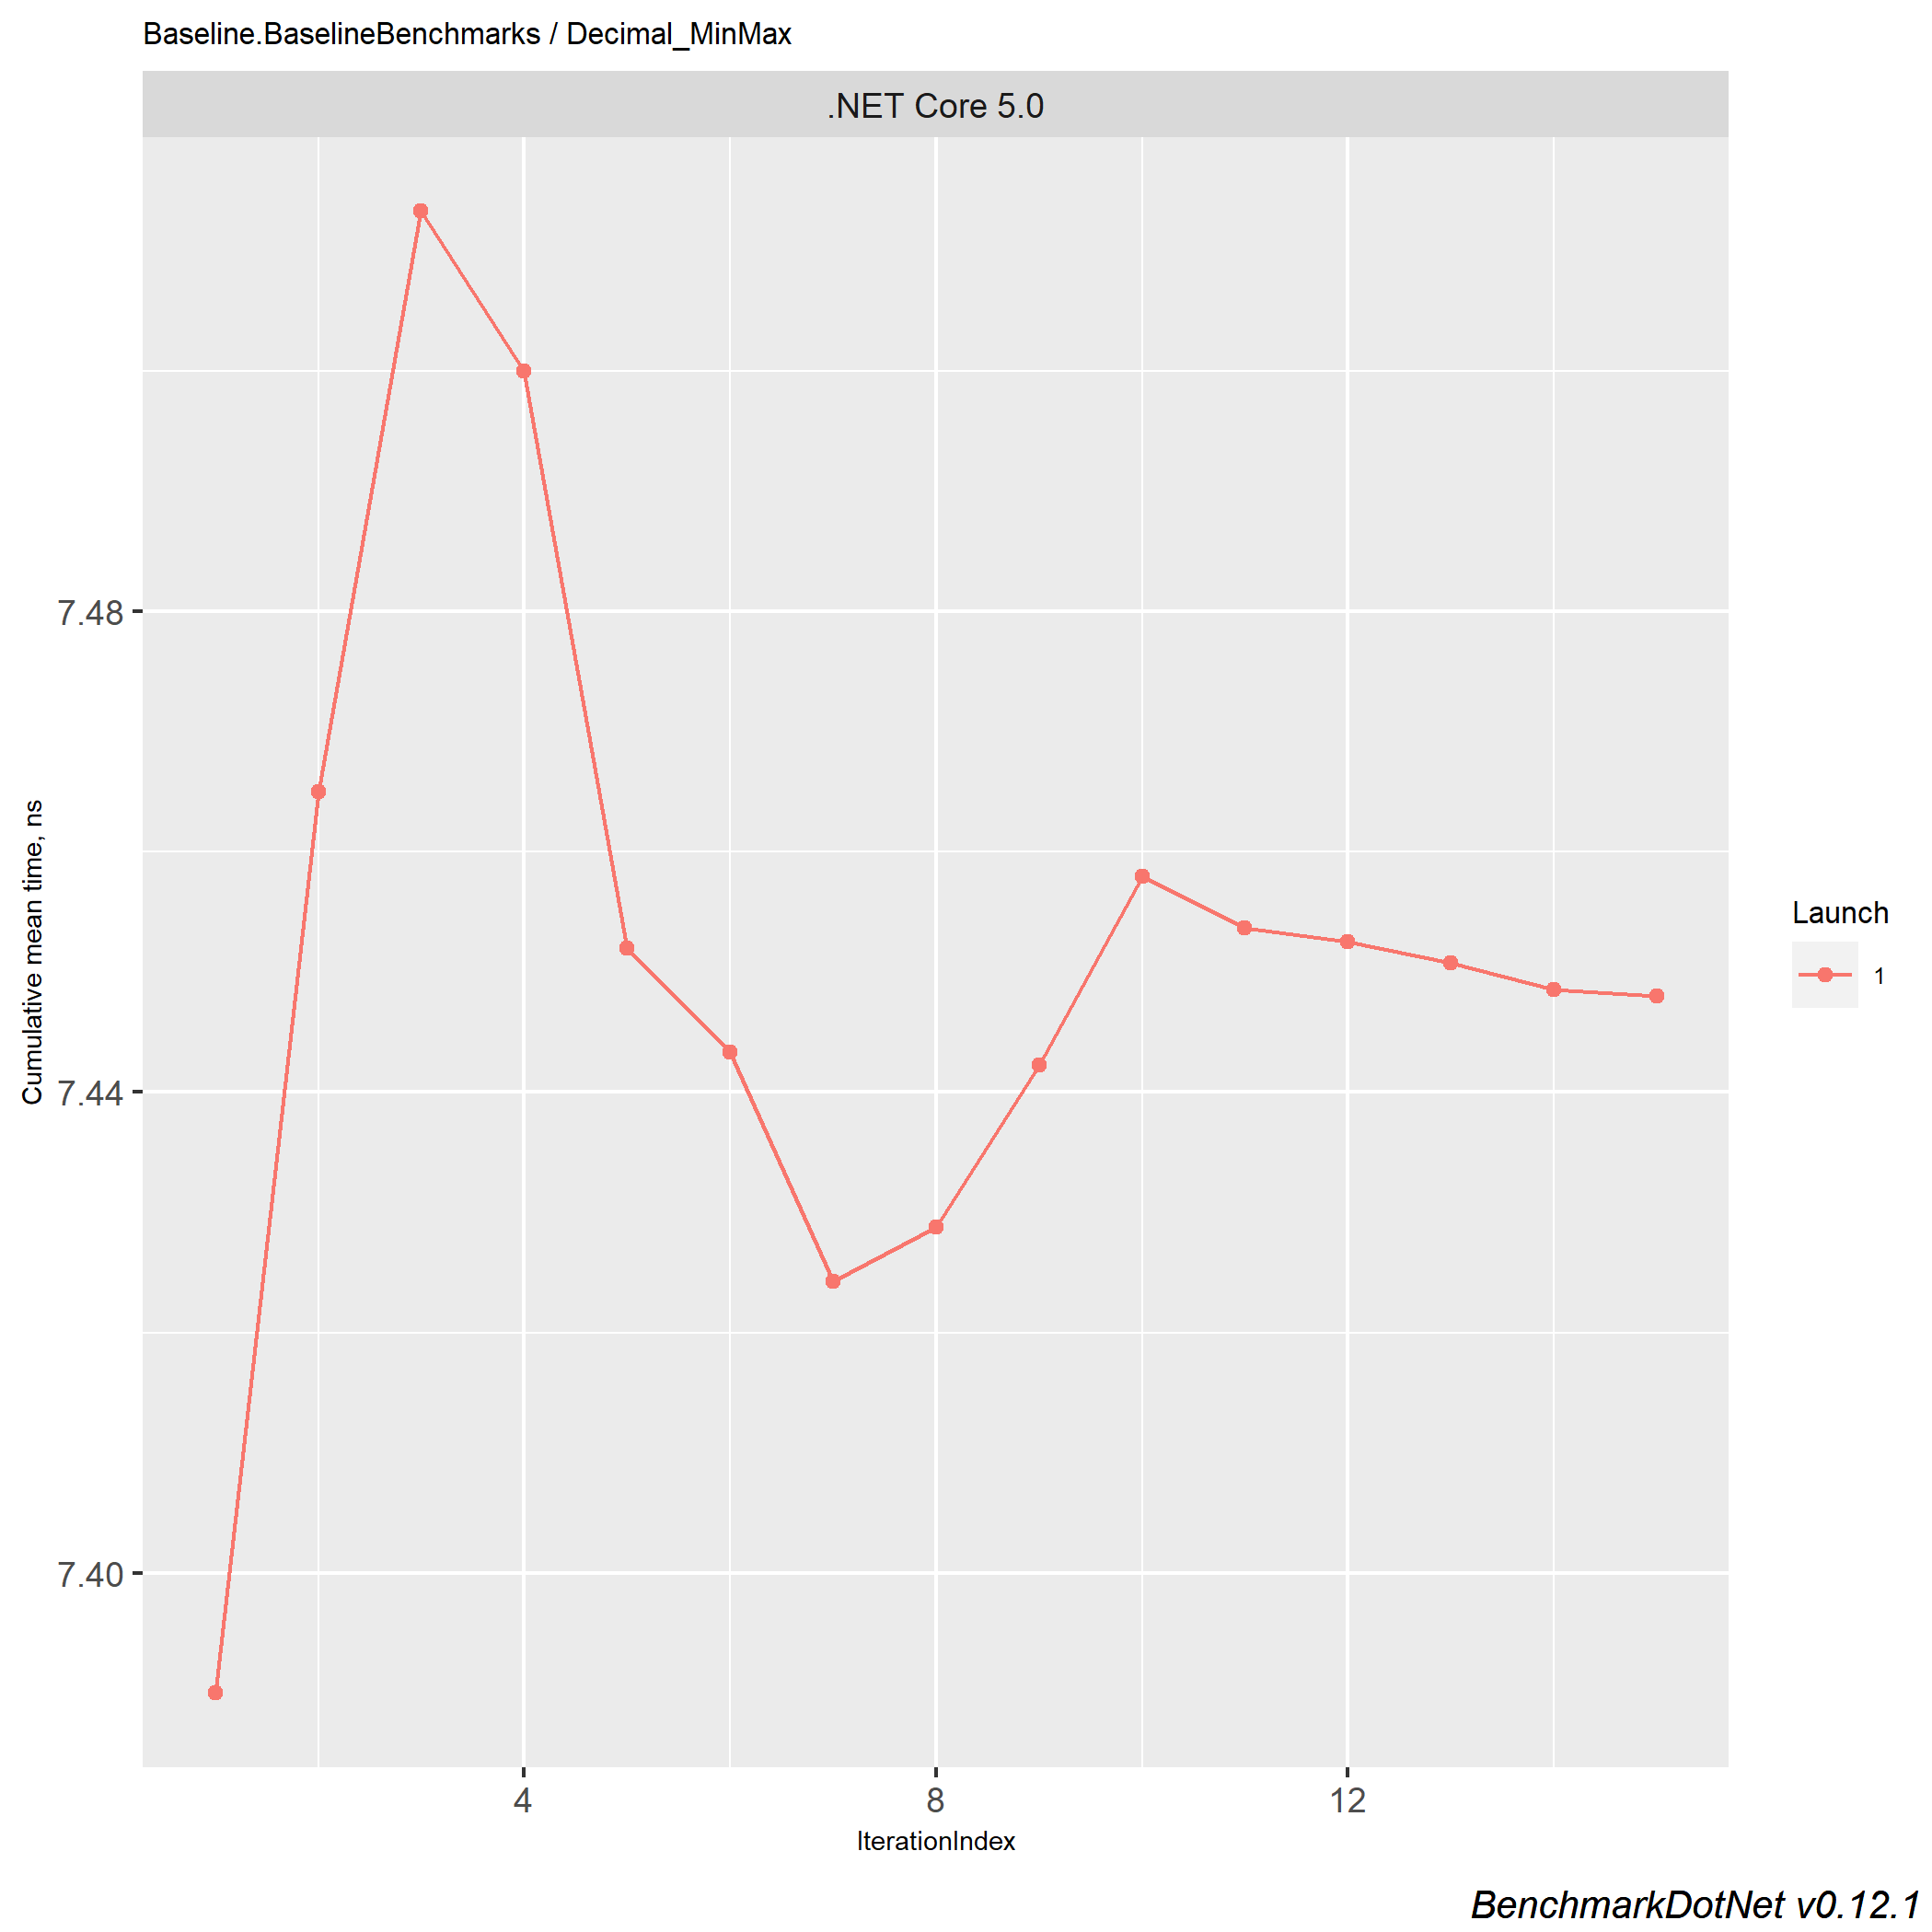 Baseline.BaselineBenchmarks / Decimal_MinMax
.NET Core 5.0
7.48
7.44
7.40
Cumulative mean time, ns
4 8 12
IterationIndex
Launch
1
BenchmarkDotNet v0.12.1